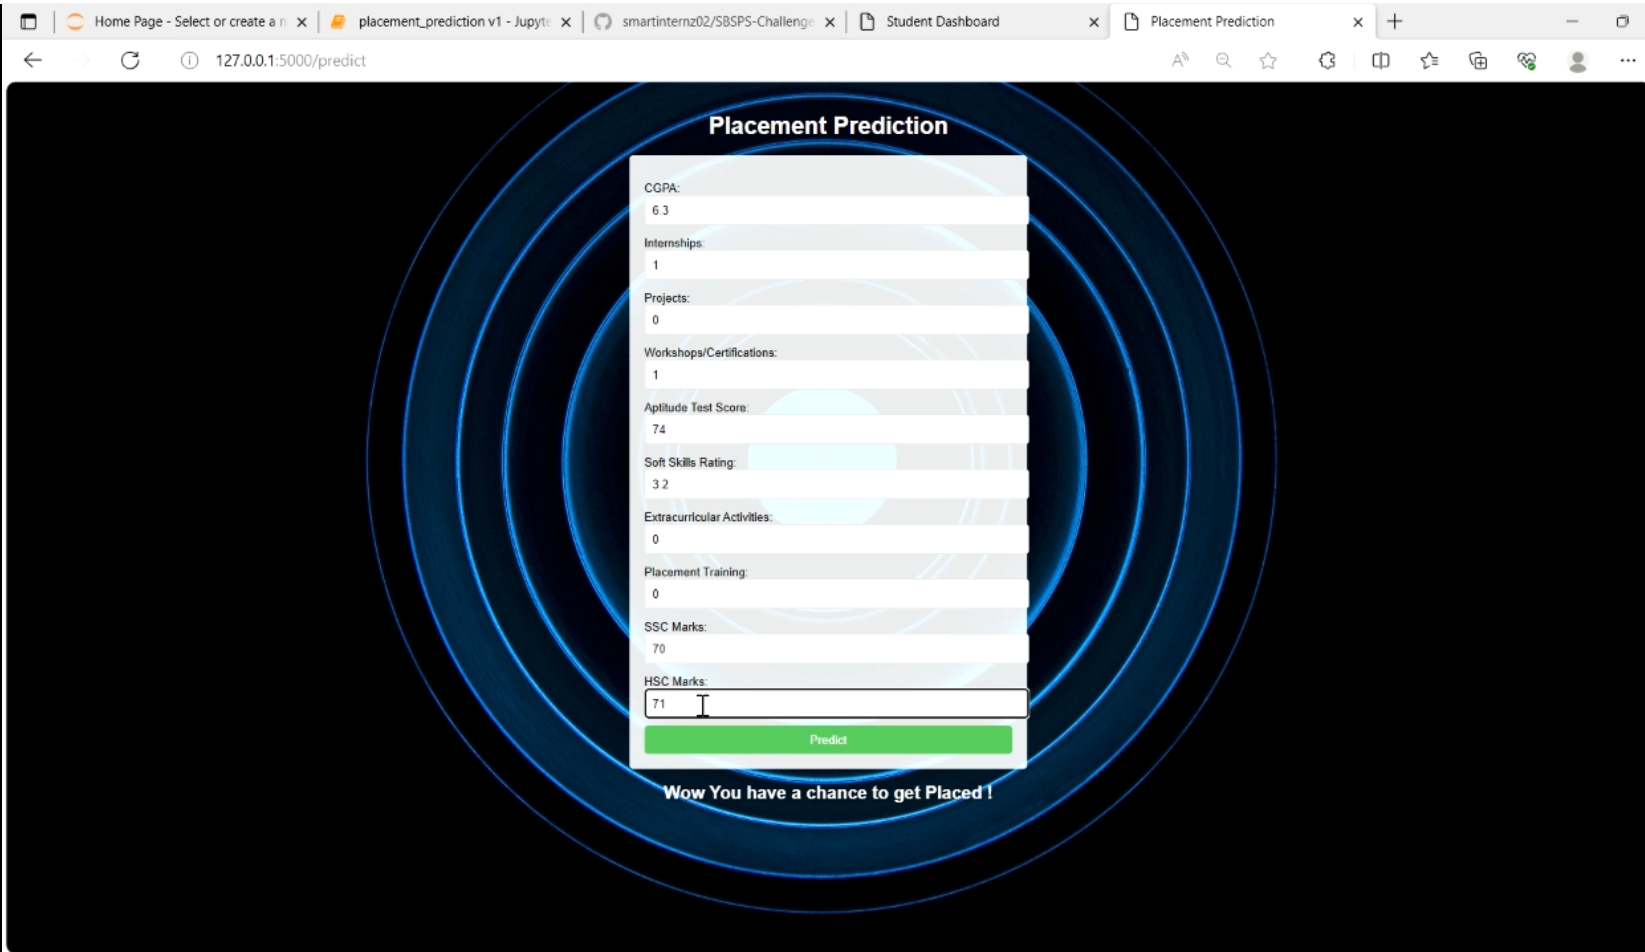 Home Page - Select or create a n
placement_prediction v1 - Jupyte
smartinternz02/SBSPS-Challenge
Student Dashboard
Placement Prediction
127.0.0.1:5000/predict
Placement Prediction
CGPA:
6.3
Internships:
1
Projects:
0
Workshops/Certifications:
1
Aptitude Test Score:
74
Soft Skills Rating:
3.2
Extracurricular Activities:
0
Placement Training:
0
SSC Marks:
70
HSC Marks:
71
Predict
Wow You have a chance to get Placed !